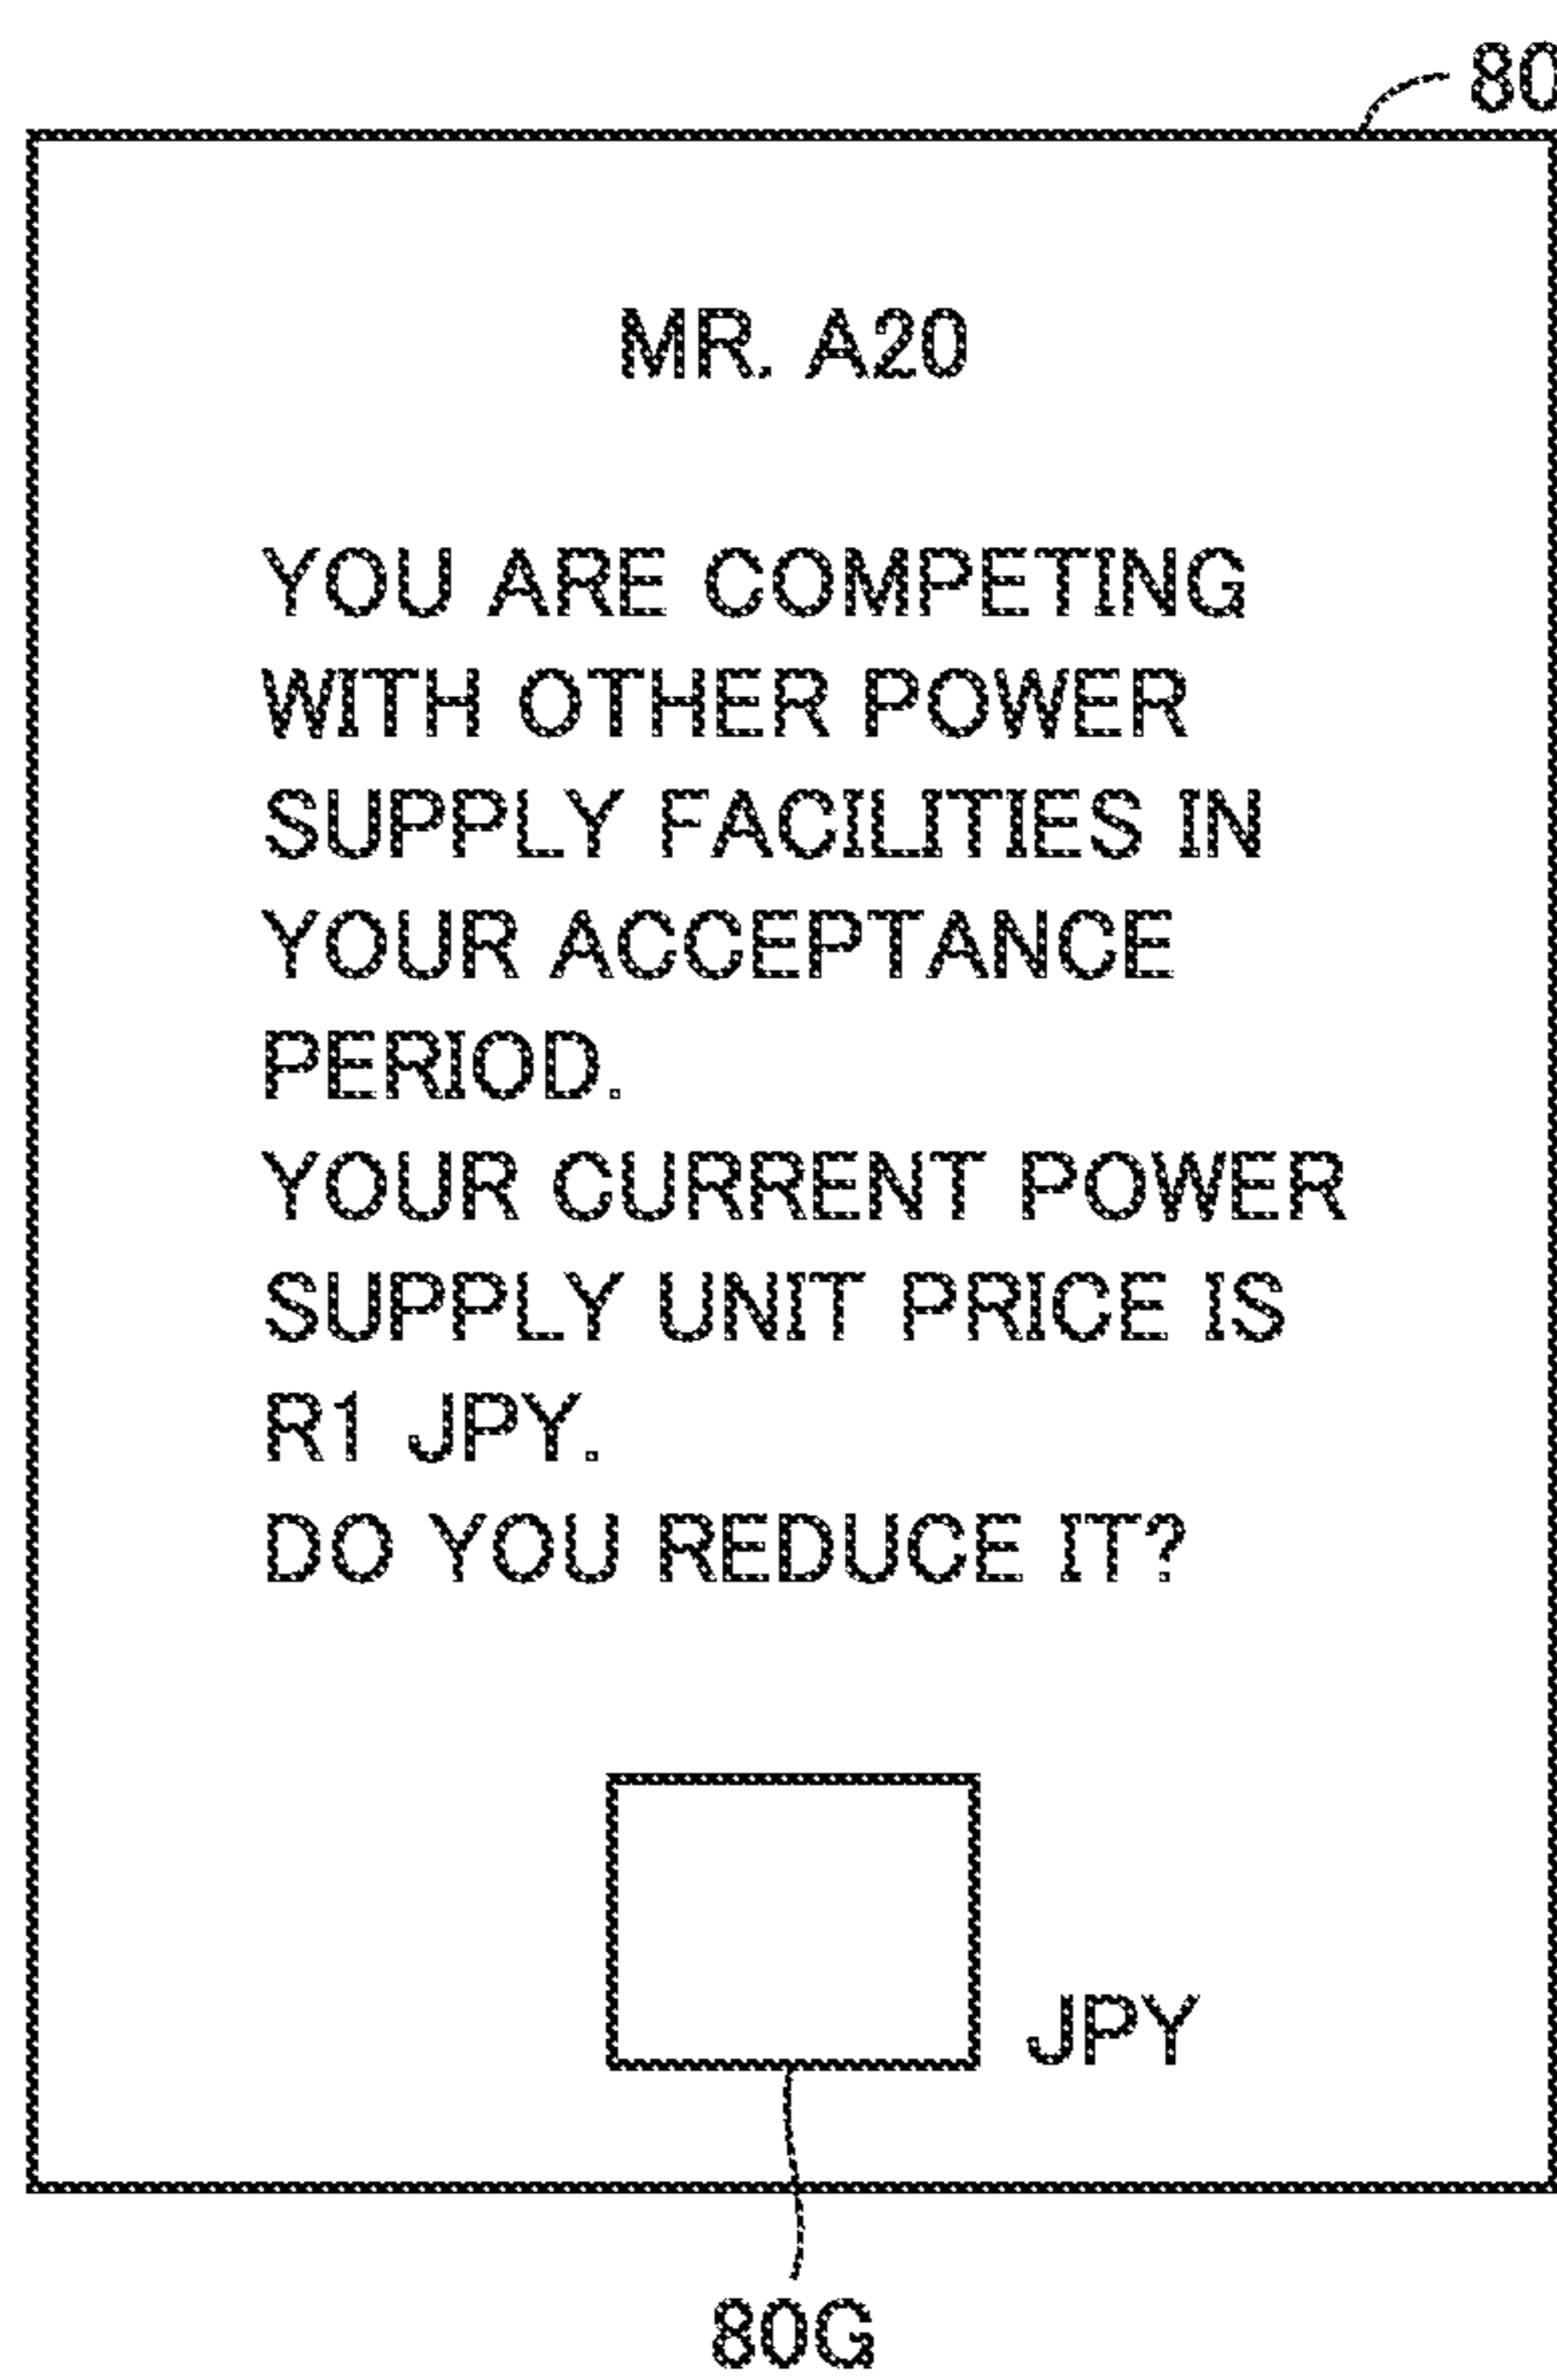 80
MR. A20
YOU ARE COMPETING
WITH OTHER POWER
SUPPLY FACILITIES IN
YOUR ACCEPTANCE
PERIOD.
YOUR CURRENT POWER
SUPPLY UNIT PRICE IS
R1 JPY.
DO YOU REDUCE IT?
JPY
80G